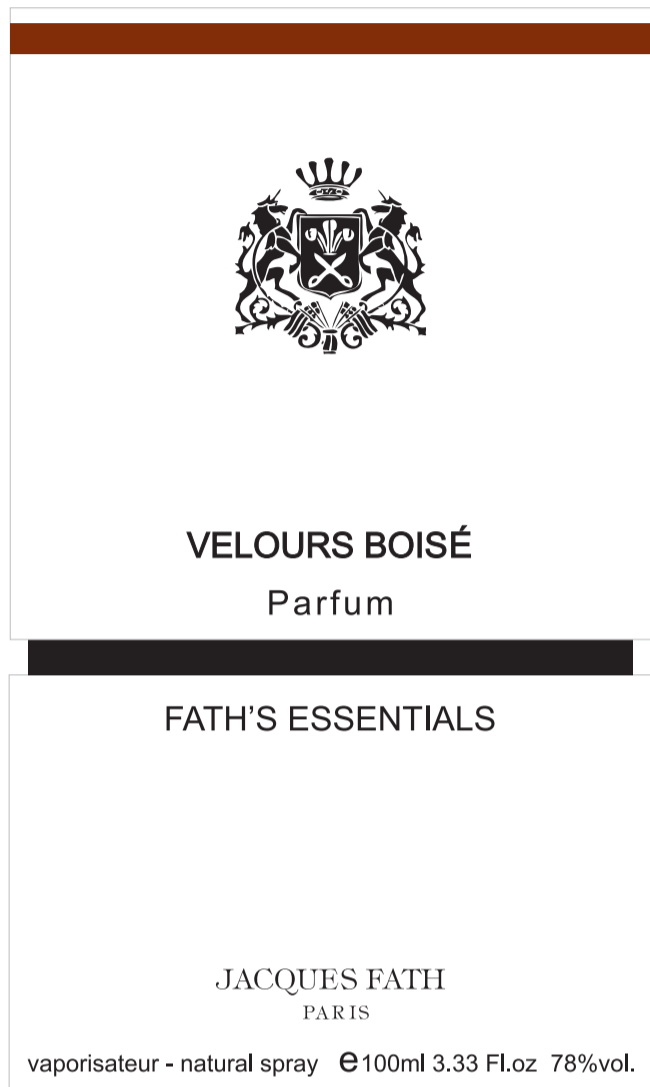 VELOURS BOISÉ
Parfum
FATH'S ESSENTIALS
JACQUES FATH
PARIS
vaporisateur - natural spray ℮100ml 3.33 Fl.oz 78%vol.